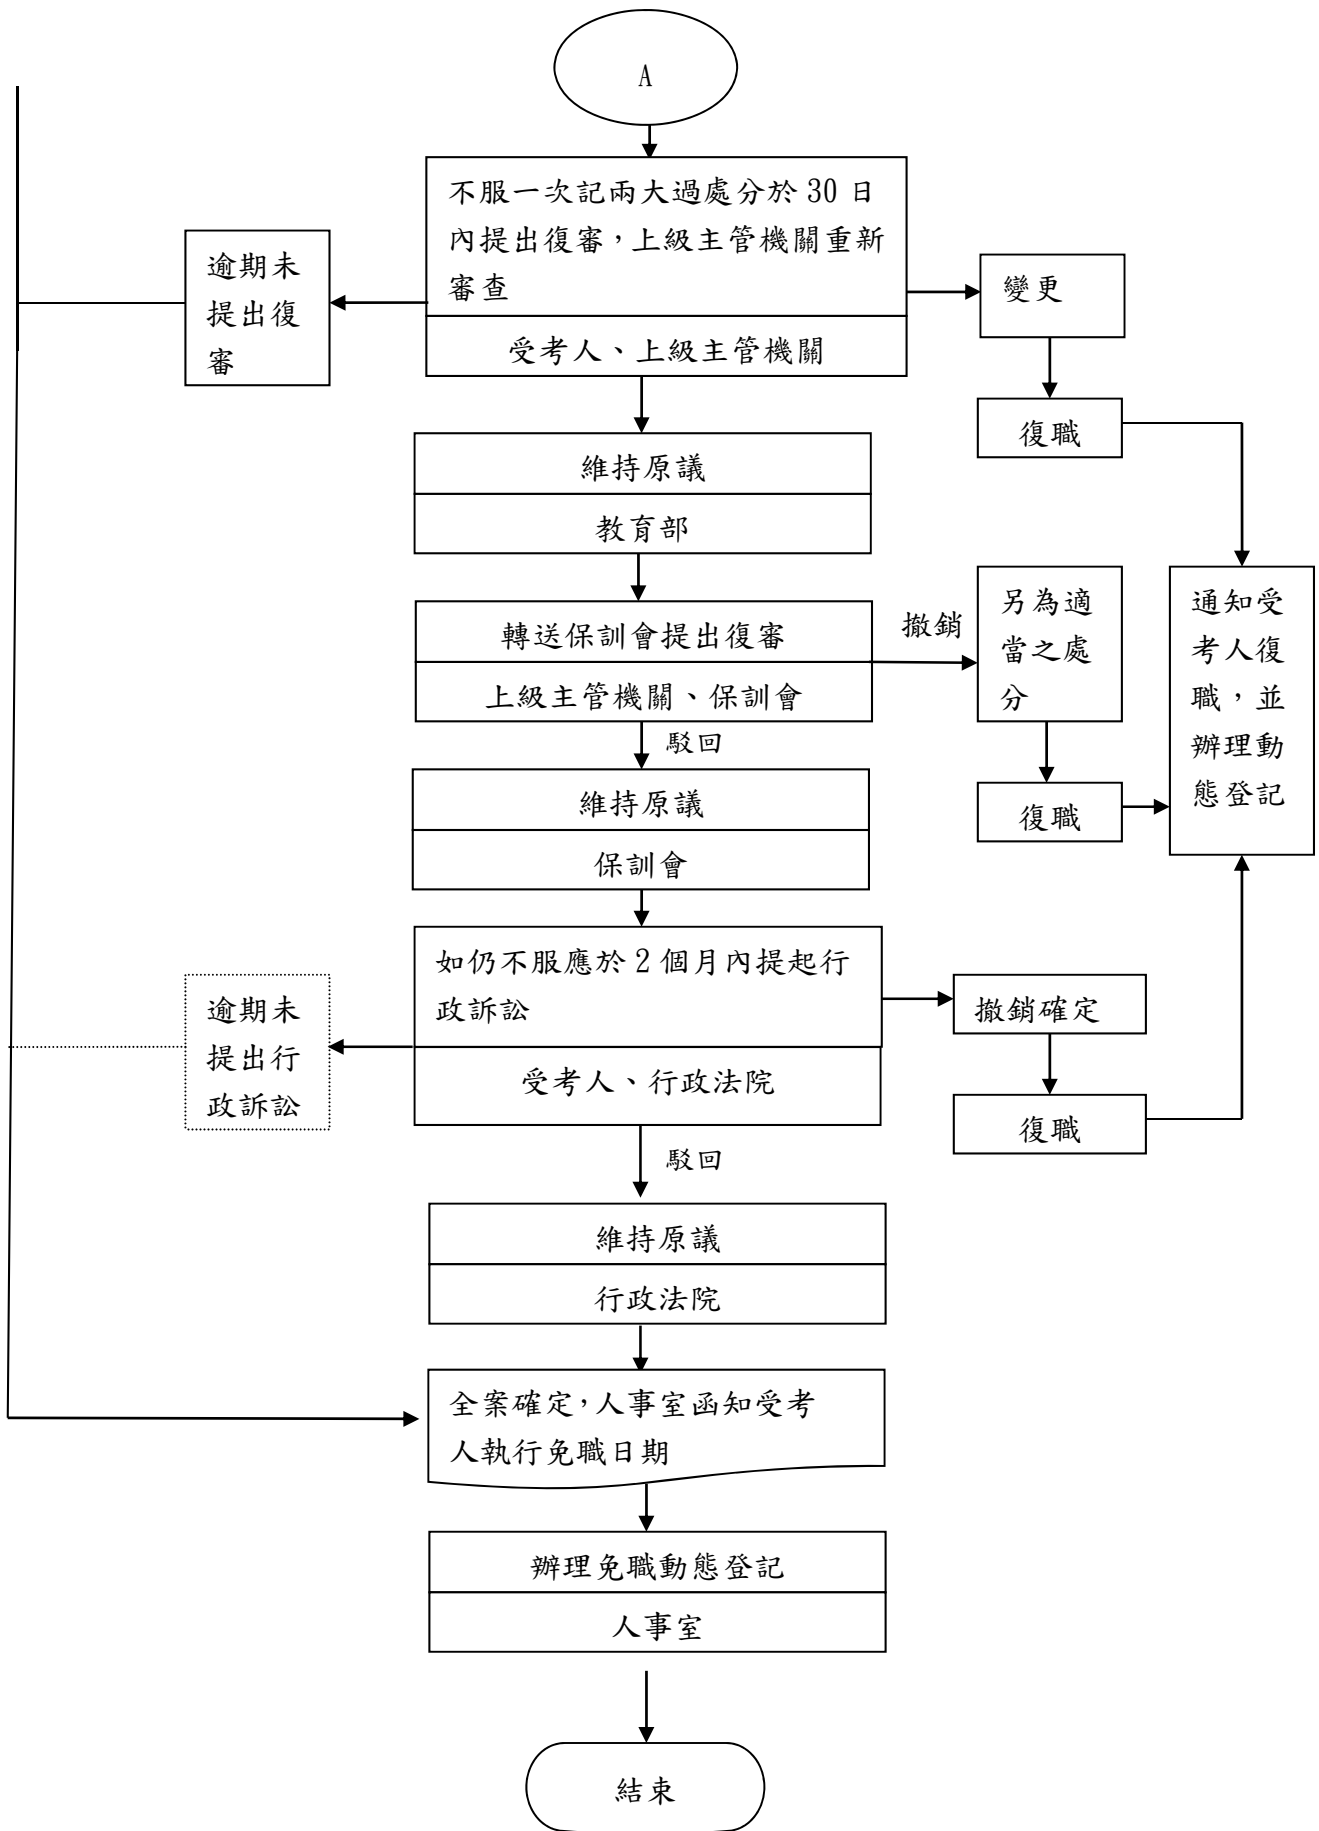 A
不服一次記兩大過處分於 30 日
內提出復審，上級主管機關重新
審查
受考人、上級主管機關
逾期未
提出復
審
變更
復職
維持原議
教育部
轉送保訓會提出復審
上級主管機關、保訓會
撤銷
另為適
當之處
分
復職
通知受
考人復
職，並
辦理動
態登記
駁回
維持原議
保訓會
如仍不服應於 2 個月內提起行
政訴訟
受考人、行政法院
逾期未
提出行
政訴訟
撤銷確定
復職
駁回
維持原議
行政法院
全案確定，人事室函知受考
人執行免職日期
辦理免職動態登記
人事室
結束